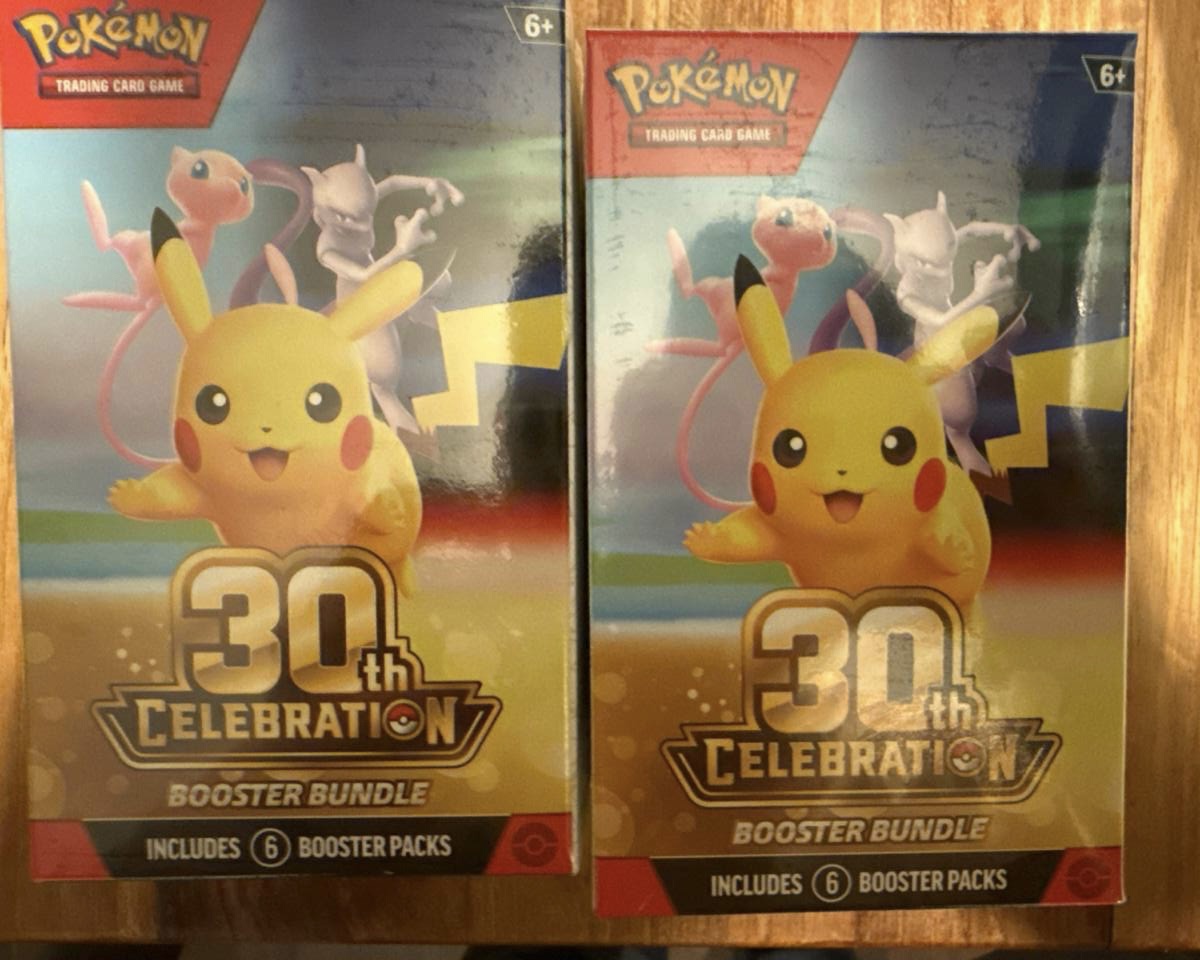 POKéMON
TRADING CARD GAME
6+
30th
CELEBRATION
BOOSTER BUNDLE
INCLUDES 6 BOOSTER PACKS
POKéMON
TRADING CARD GAME
6+
30th
CELEBRATION
BOOSTER BUNDLE
INCLUDES 6 BOOSTER PACKS